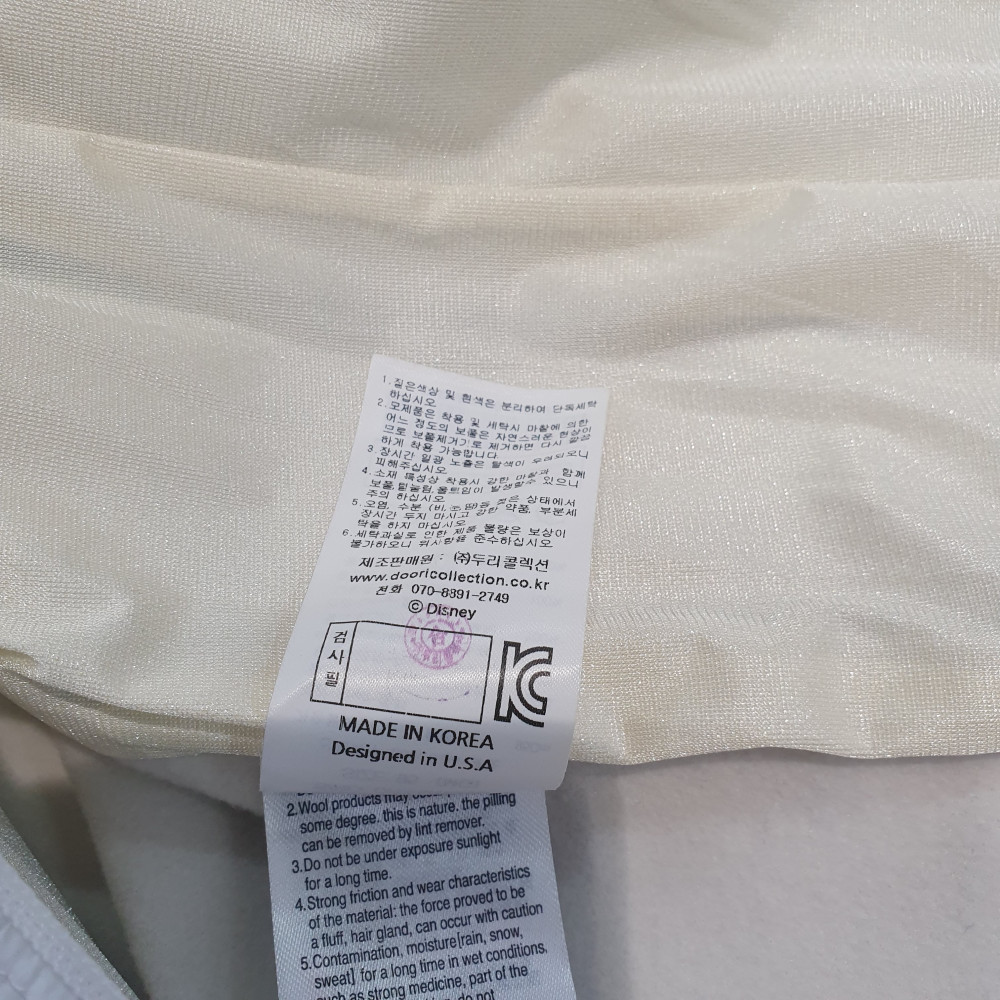 1.짙은색상 및 흰색은 분리하여 단독세탁
하십시오
2.모제품은 착용 및 세탁시 마찰에 의한
어느 정도의 보풀은 자연스러운 현상이
므로 보풀제거기로 제거하면 다시 깔끔
하게 착용 가능합니다.
3.장시간 일광 노출은 탈색이 우려되오니
피해주십시오
4.소재 특성상 착용시 강한 마찰과 함께
보풀,털눌림,올트임이 발생할수 있으니
주의 하십시오
5.오염, 수분 (비,눈,땀)등 젖은 상태에서
장시간 두지 마시고 강한 약품, 부분세
탁을 하지 마십시오
6.세탁과실로 인한 제품 불량은 보상이
불가하오니 위사항을 준수하십시오
제조판매원 : ㈜두리콜렉션
www.dooricollection.co.kr
전화 070-8891-2749
© Disney
검사필
KC
MADE IN KOREA
Designed in U.S.A
2.Wool products may
some degree. this is nature. the pilling
can be removed by lint remover.
3.Do not be under exposure sunlight
for a long time.
4.Strong friction and wear characteristics
of the material: the force proved to be
a fluff, hair gland, can occur with caution
5.Contamination, moisture[rain, snow,
sweat] for a long time in wet conditions,
such as strong medicine, part of the
do not